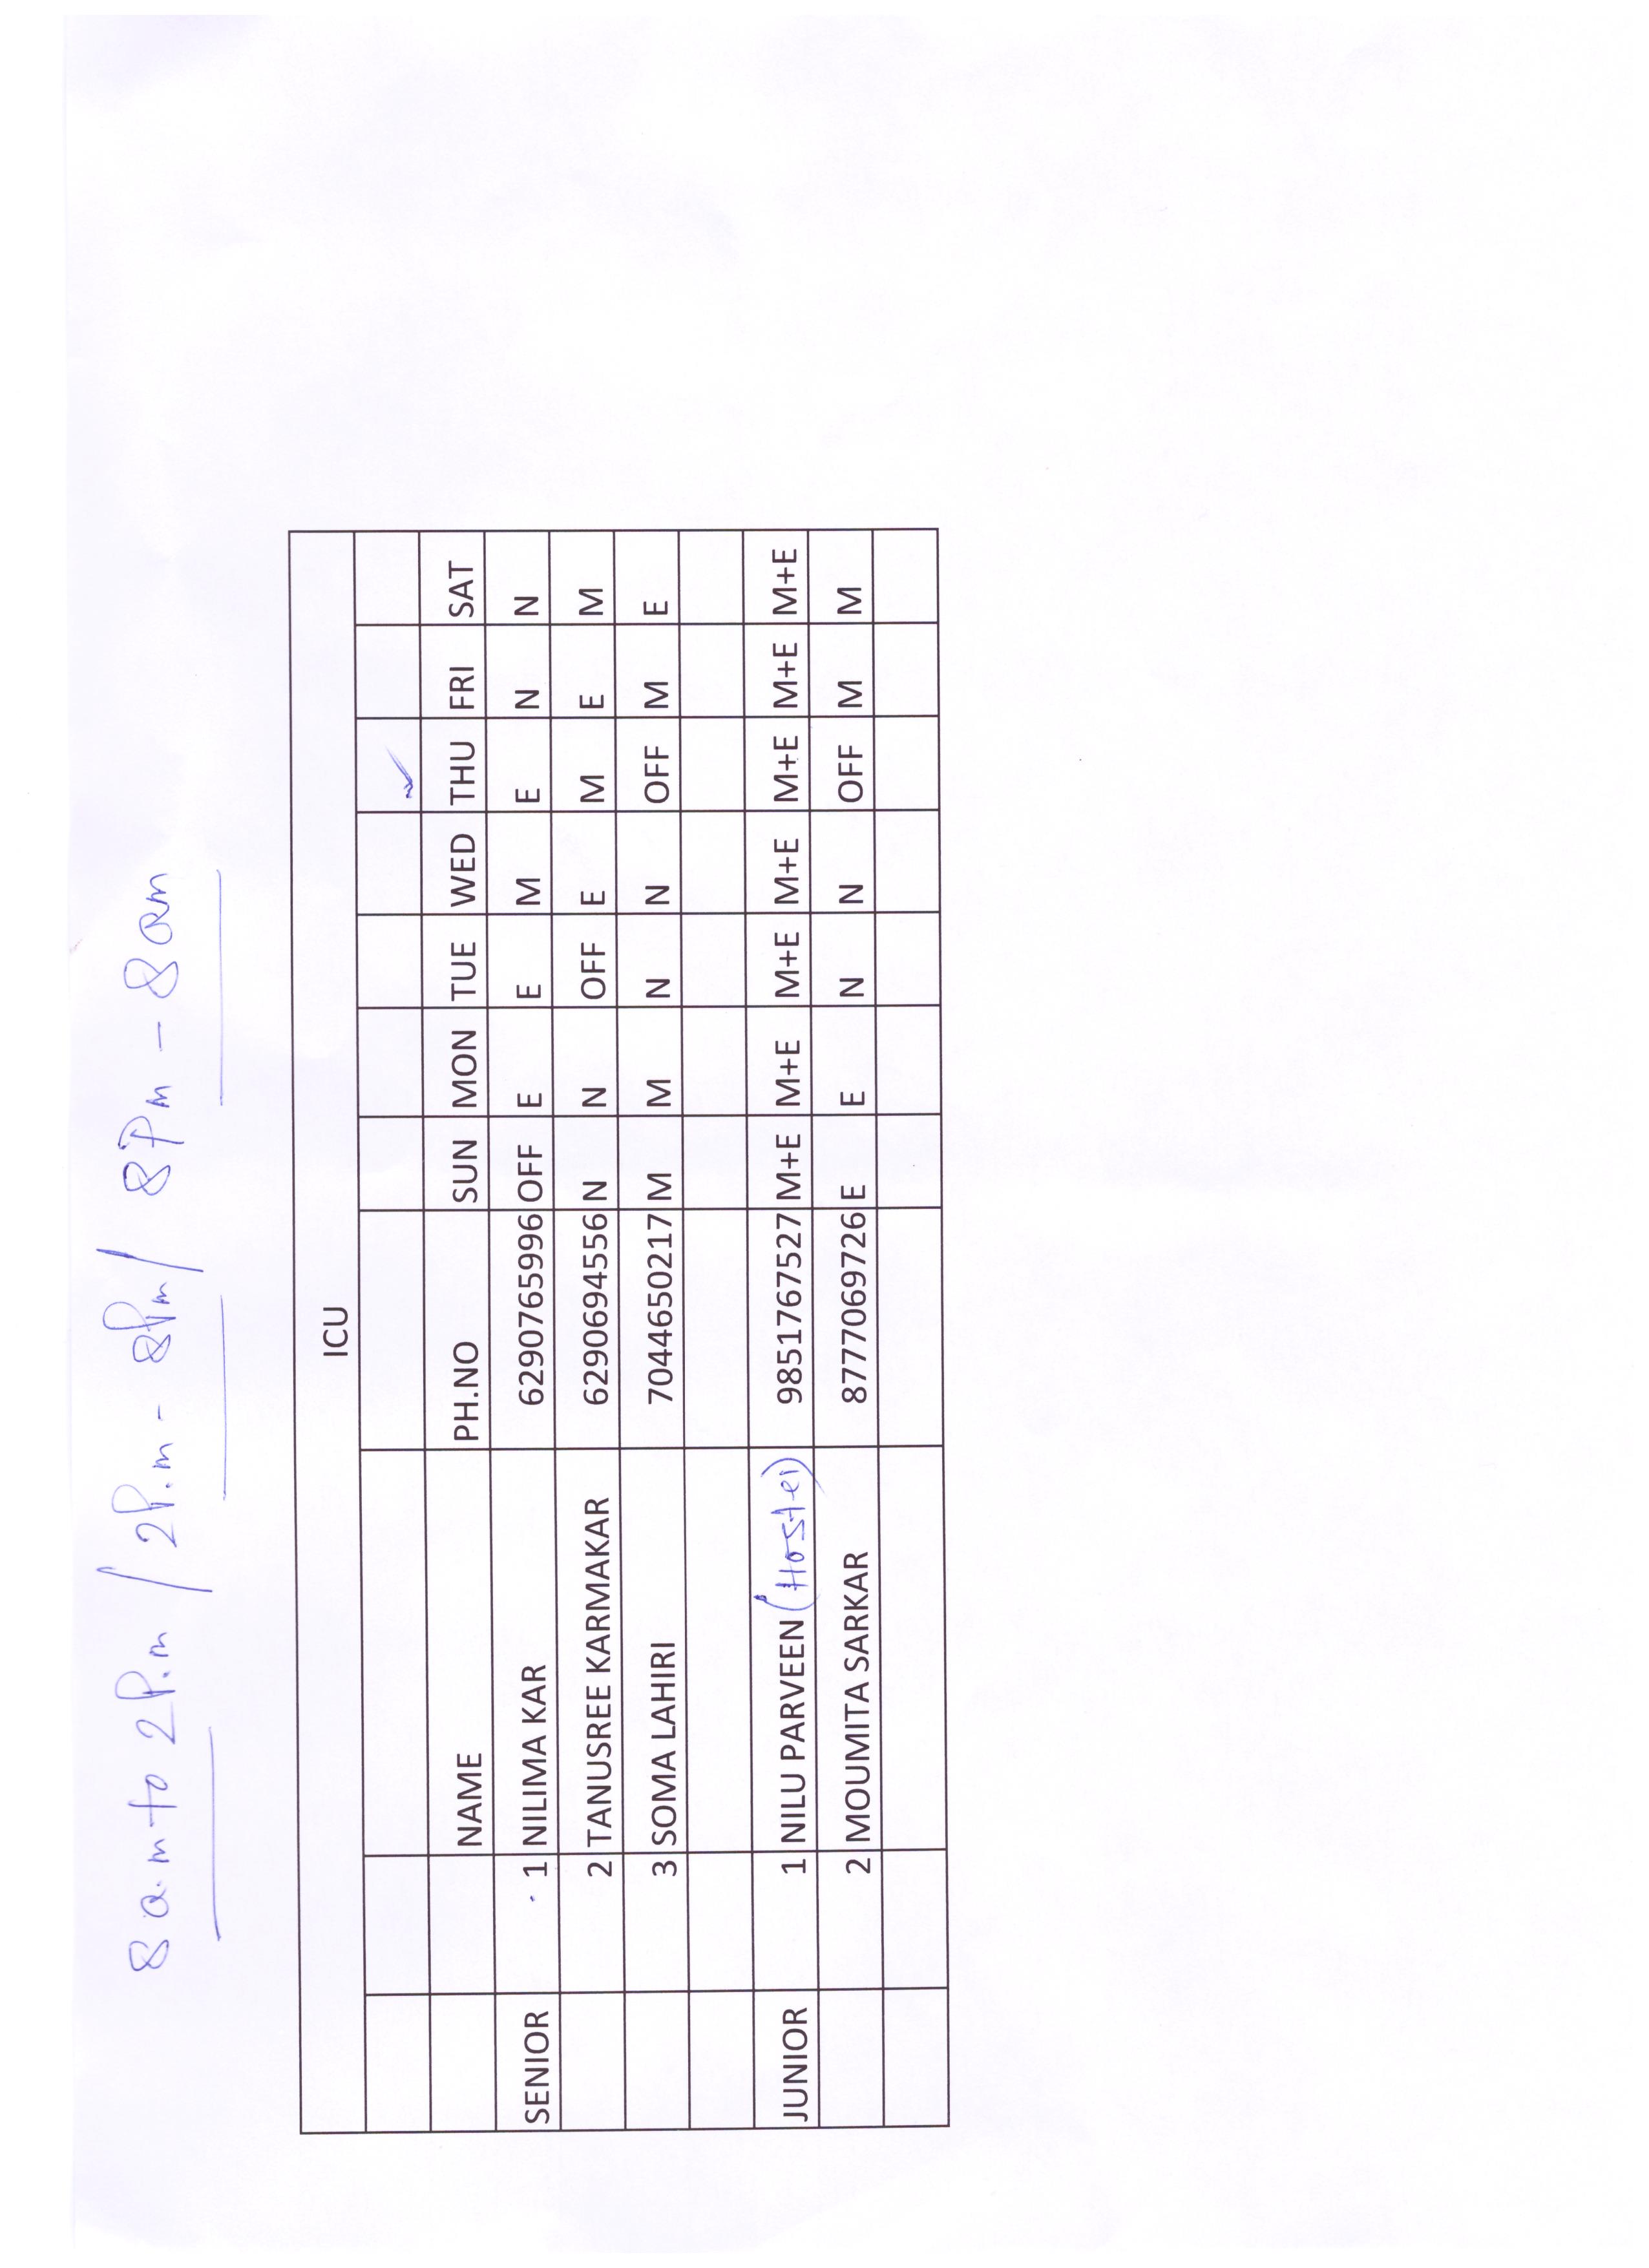 8 a.m to 2P.m / 2P.m - 8Pm / 8Pm - 8am
ICU
NAME PH.NO SUN MON TUE WED THU FRI SAT
SENIOR 1 NILIMA KAR 6290765996 OFF E E M E N N
2 TANUSREE KARMAKAR 6290694556 N N OFF E M E M
3 SOMA LAHIRI 7044650217 M M N N OFF M E
JUNIOR 1 NILU PARVEEN (Hostel) 9851767527 M+E M+E M+E M+E M+E M+E M+E
2 MOUMITA SARKAR 8777069726 E E N N OFF M M